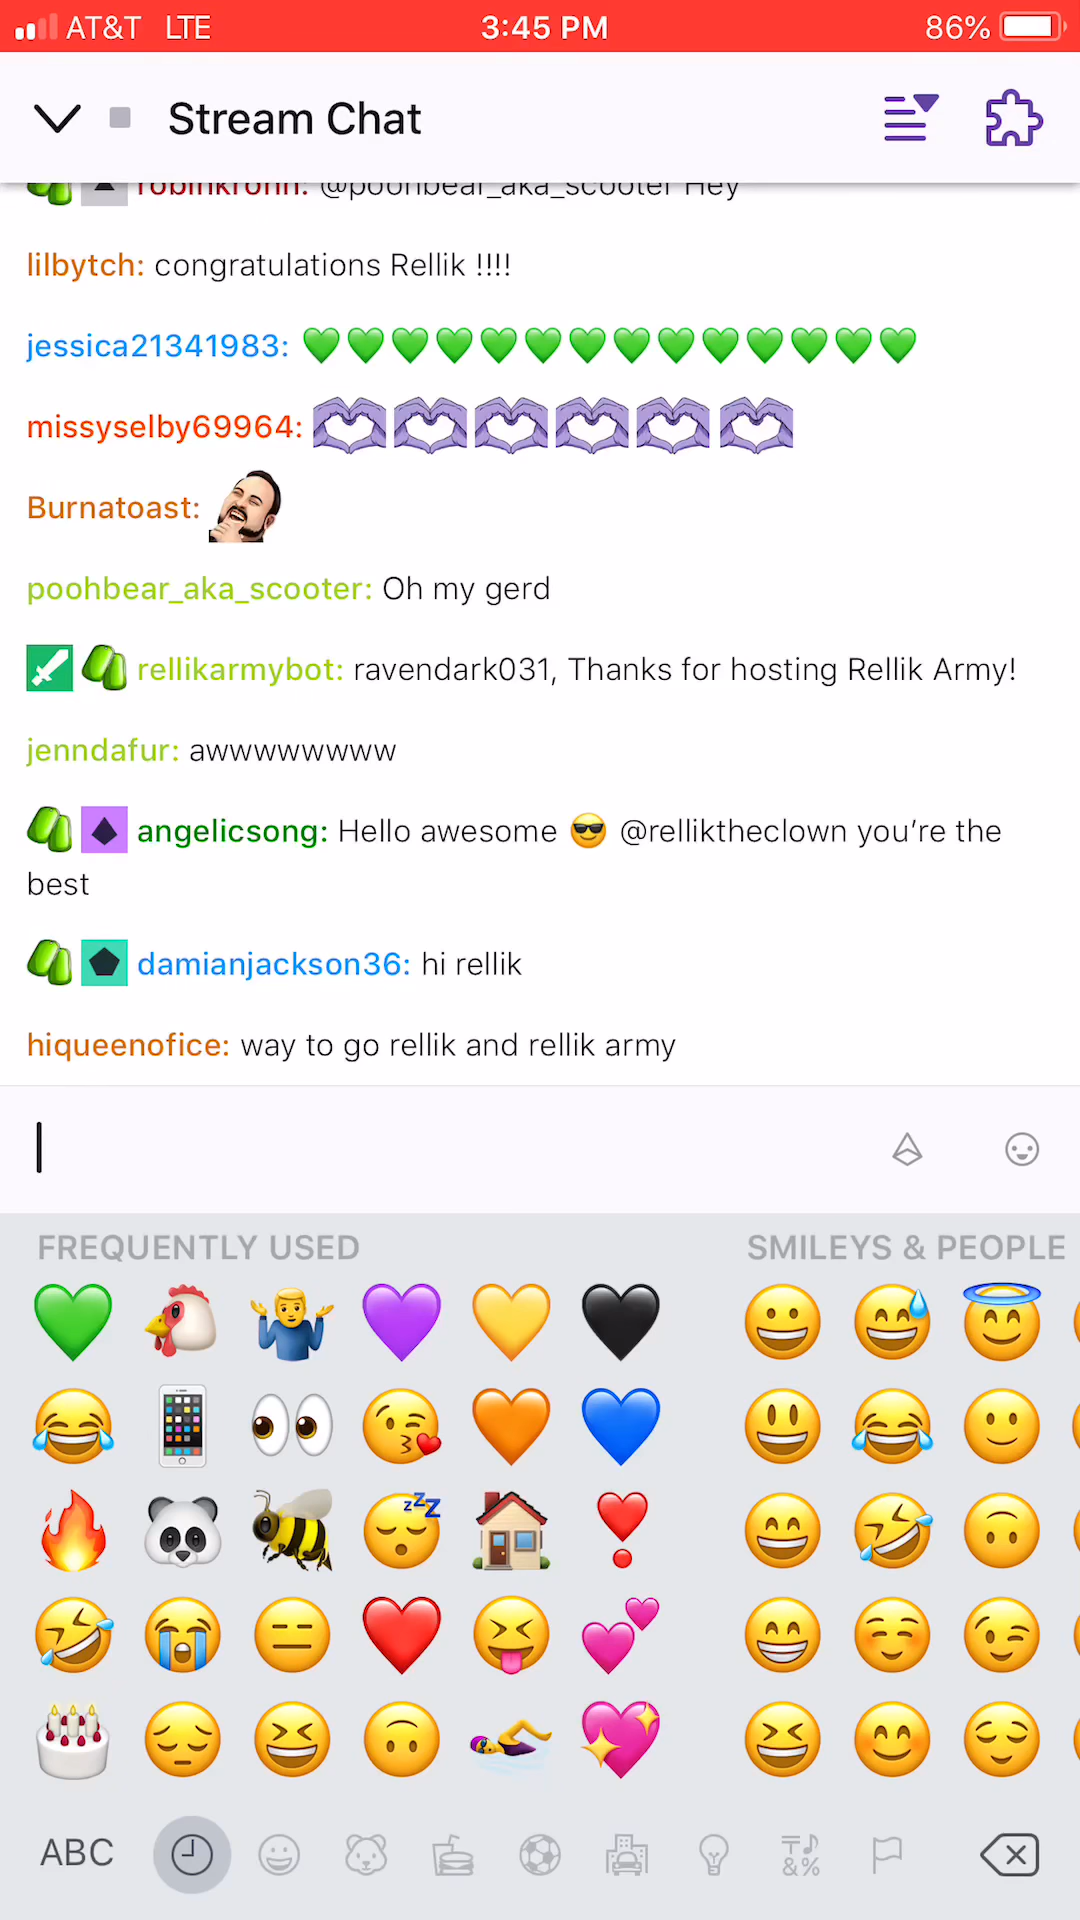 AT&T LTE 3:45 PM 86%
Stream Chat
robinkronn: @poohbear_aka_scooter Hey
lilbytch: congratulations Rellik !!!!
jessica21341983: 💚💚💚💚💚💚💚💚💚💚💚💚💚💚
missyselby69964:
Burnatoast:
poohbear_aka_scooter: Oh my gerd
rellikarmybot: ravendark031, Thanks for hosting Rellik Army!
jenndafur: awwwwwwww
angelicsong: Hello awesome 😎 @relliktheclown you’re the
best
damianjackson36: hi rellik
hiqueenofice: way to go rellik and rellik army
FREQUENTLY USED SMILEYS & PEOPLE
ABC